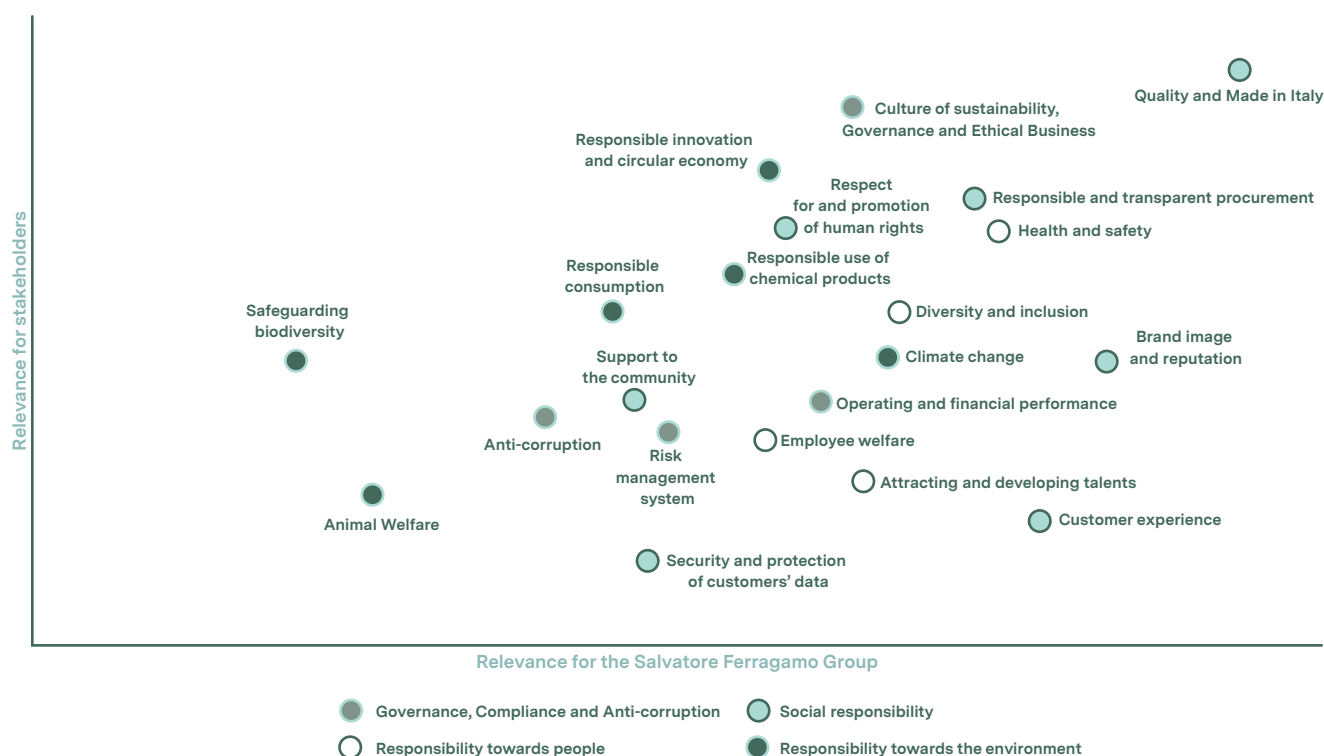 Quality and Made in Italy
Culture of sustainability,
Governance and Ethical Business
Responsible innovation
and circular economy
Respect
for and promotion
of human rights
Responsible and transparent procurement
Health and safety
Responsible use of
chemical products
Responsible
consumption
Safeguarding
biodiversity
Diversity and inclusion
Brand image
and reputation
Support to
the community
Climate change
Operating and financial performance
Anti-corruption
Employee welfare
Risk
management
system
Attracting and developing talents
Animal Welfare
Customer experience
Security and protection
of customers’ data
Relevance for stakeholders
Relevance for the Salvatore Ferragamo Group
Governance, Compliance and Anti-corruption
Social responsibility
Responsibility towards people
Responsibility towards the environment